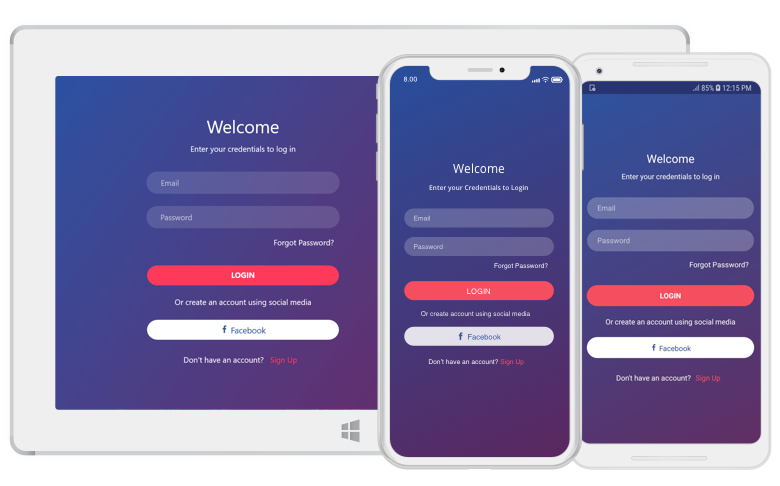 Welcome
Enter your credentials to log in
Email
Password
Forgot Password?
LOGIN
Or create an account using social media
f Facebook
Don't have an account? Sign Up
8.00
Welcome
Enter your Credentials to Login
Email
Password
Forgot Password?
LOGIN
Or create account using social media
f Facebook
Don't have an account? Sign Up
85% 12:15 PM
Welcome
Enter your credentials to log in
Email
Password
Forgot Password?
LOGIN
Or create an account using social media
f Facebook
Don't have an account? Sign Up